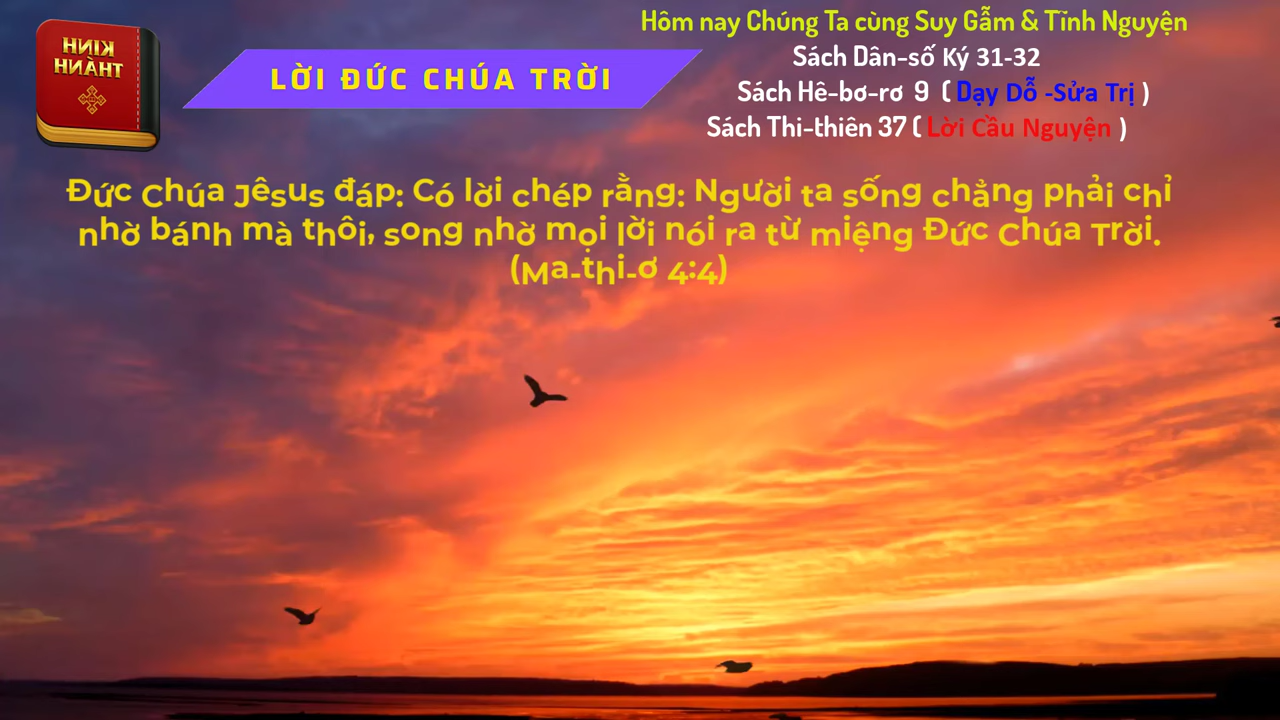 KINH
THÁNH
LỜI ĐỨC CHÚA TRỜI
Hôm nay Chúng Ta cùng Suy Gẫm & Tĩnh Nguyện
Sách Dân-số Ký 31-32
Sách Hê-bơ-rơ 9 ( Dạy Dỗ -Sửa Trị )
Sách Thi-thiên 37 ( Lời Cầu Nguyện )
Đức Chúa Jêsus đáp: Có lời chép rằng: Người ta sống chẳng phải chỉ
nhờ bánh mà thôi, song nhờ mọi lời nói ra từ miệng Đức Chúa Trời.
(Ma-thi-ơ 4:4)